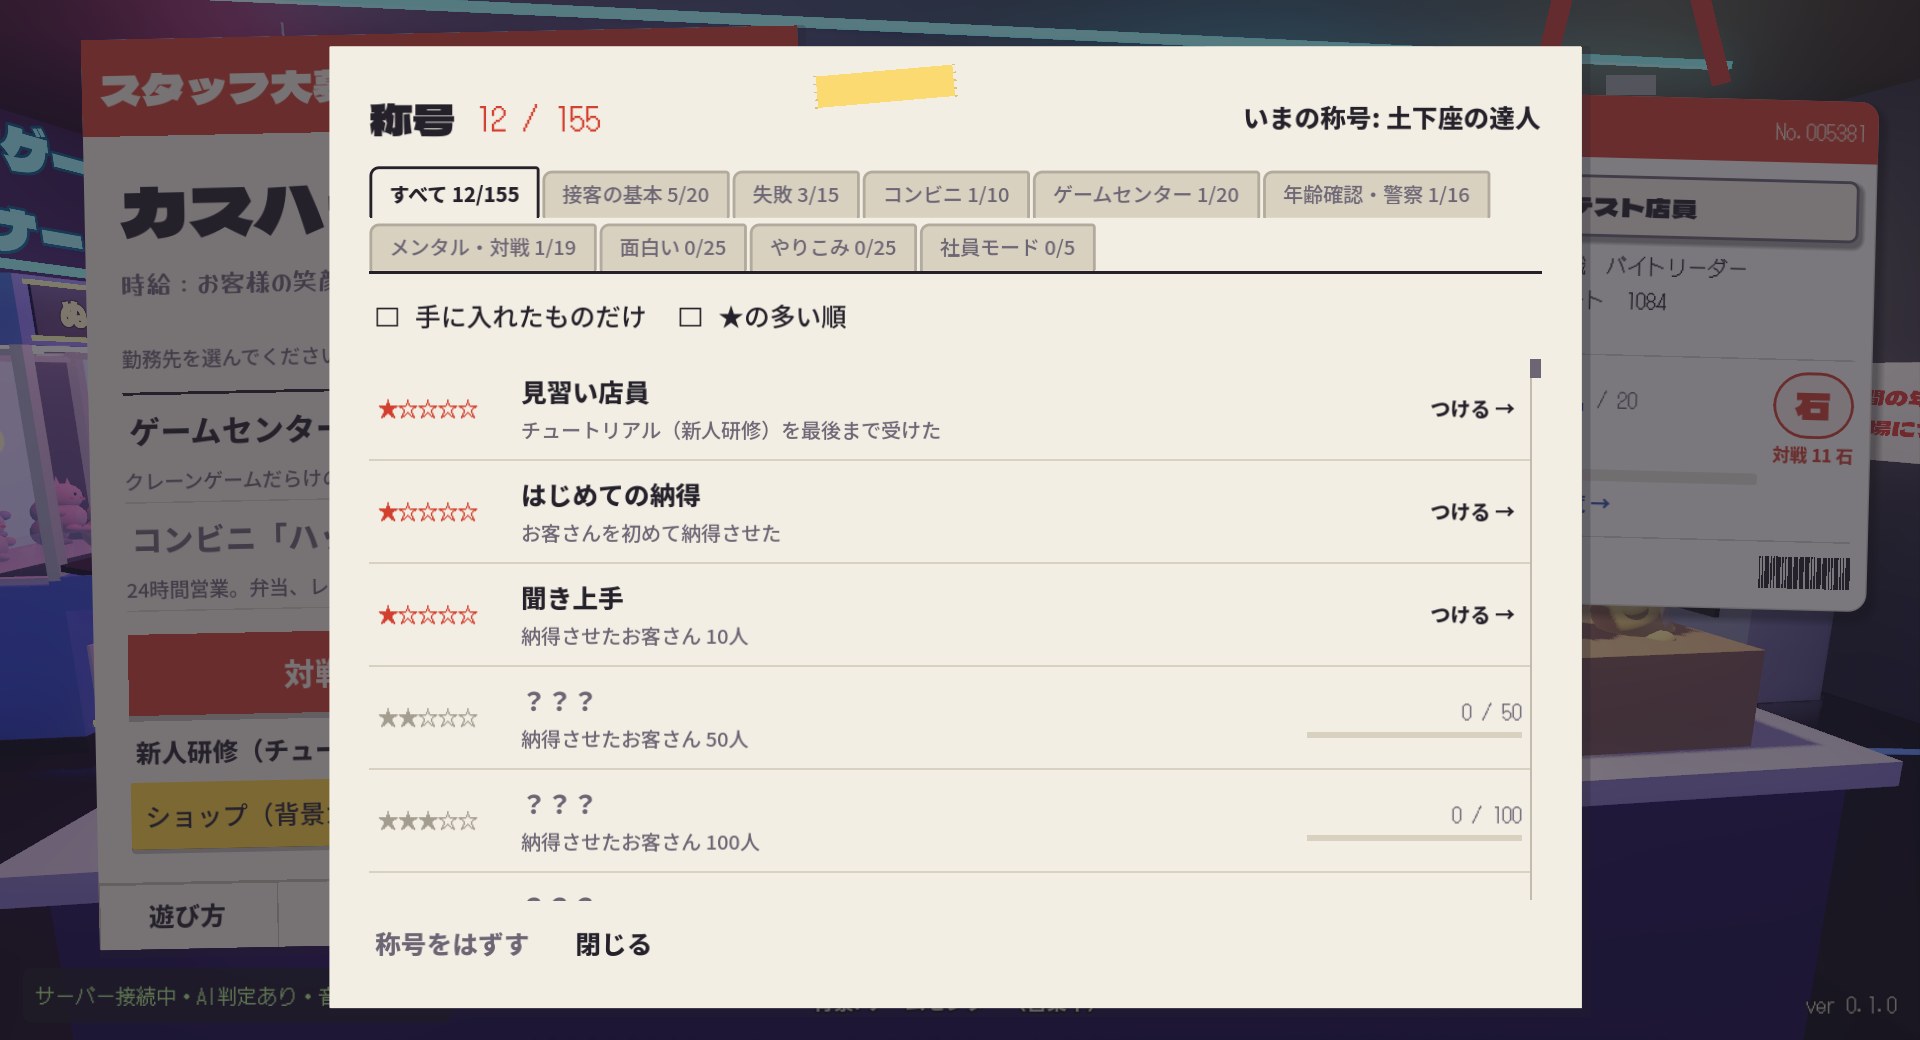 称号 12 / 155
いまの称号: 土下座の達人
すべて 12/155
接客の基本 5/20
失敗 3/15
コンビニ 1/10
ゲームセンター 1/20
年齢確認・警察 1/16
メンタル・対戦 1/19
面白い 0/25
やりこみ 0/25
社員モード 0/5
手に入れたものだけ
★の多い順
★☆☆☆☆
見習い店員
チュートリアル（新人研修）を最後まで受けた
つける→
★☆☆☆☆
はじめての納得
お客さんを初めて納得させた
つける→
★☆☆☆☆
聞き上手
納得させたお客さん 10人
つける→
★★☆☆☆
？？？
納得させたお客さん 50人
0 / 50
★★★☆☆
？？？
納得させたお客さん 100人
0 / 100
称号をはずす
閉じる
スタッフ大
カスハ
時給：お客様の笑
勤務先を選んでください
ゲームセンター
クレーンゲームだらけ
コンビニ「ハ
24時間営業。弁当、レ
対戦
新人研修（チュー
ショップ（背景
遊び方
サーバー接続中・AI判定あり・音
No. 005381
テスト店員
バイトリーダー
ト 1084
/ 20
石
対戦 11 石
→
ver 0.1.0